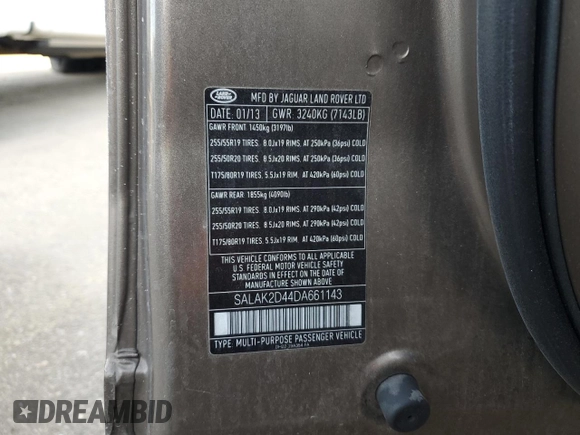 LAND ROVER
MFD BY JAGUAR LAND ROVER LTD
DATE: 01/13 GWR 3240KG (7143LB)
GAWR FRONT: 1450kg (3197lb)
255/55R19 TIRES. 8.0Jx19 RIMS. AT 250kPa (36psi) COLD
255/50R20 TIRES. 8.5Jx20 RIMS. AT 250kPa (36psi) COLD
T175/80R19 TIRES. 5.5Jx19 RIM. AT 420kPa (60psi) COLD
GAWR REAR: 1855kg (4090lb)
255/55R19 TIRES. 8.0Jx19 RIMS. AT 290kPa (42psi) COLD
255/50R20 TIRES. 8.5Jx20 RIMS. AT 290kPa (42psi) COLD
T175/80R19 TIRES. 5.5Jx19 RIM. AT 420kPa (60psi) COLD
THIS VEHICLE CONFORMS TO ALL APPLICABLE
U.S. FEDERAL MOTOR VEHICLE SAFETY STANDARDS
IN EFFECT ON THE DATE OF
MANUFACTURE SHOWN ABOVE
SALAK2D44DA661143
TYPE: MULTI-PURPOSE PASSENGER VEHICLE
DREAMBID